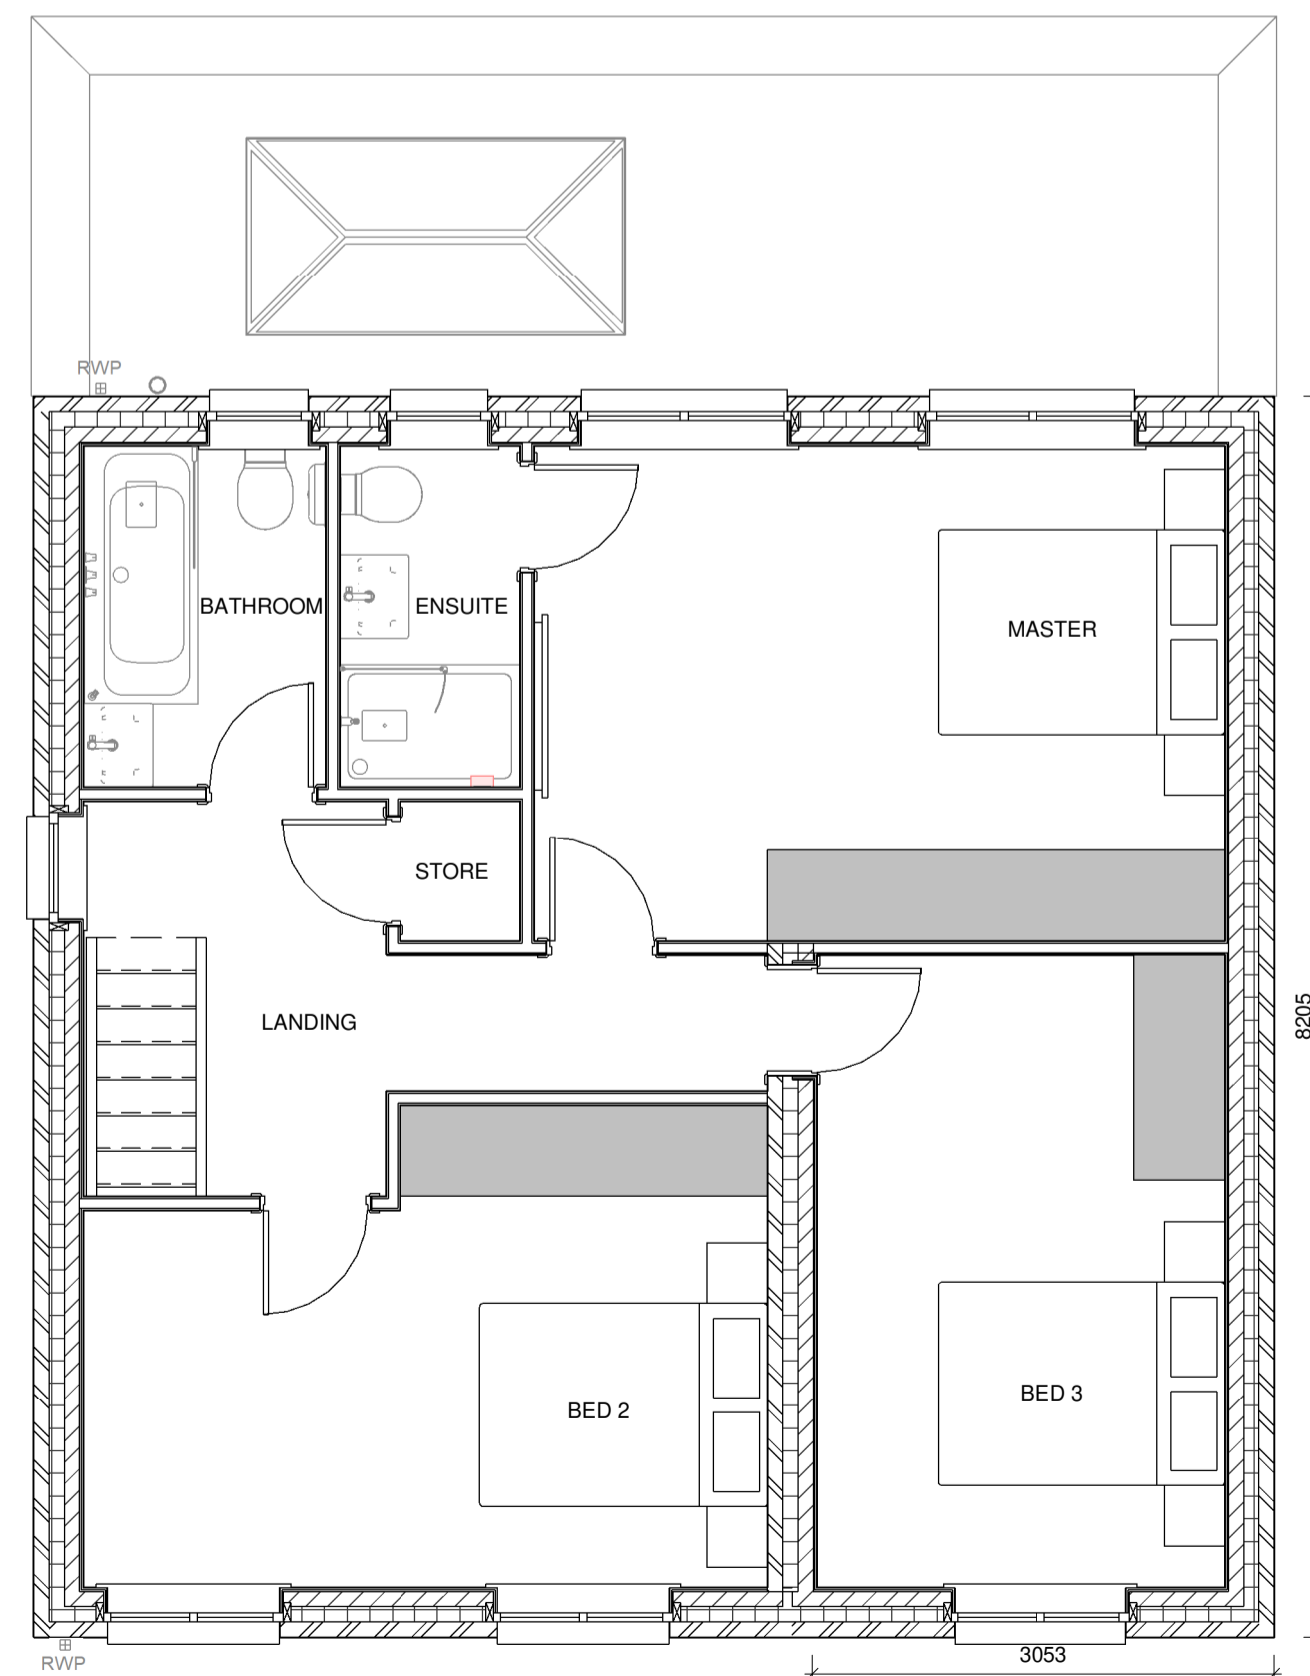 RWP
BATHROOM
ENSUITE
MASTER
STORE
LANDING
8205
BED 2
BED 3
RWP
3053